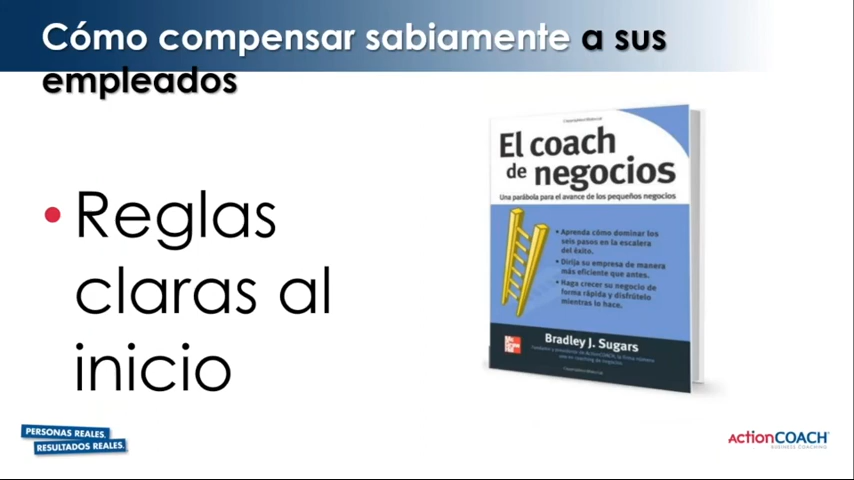 Cómo compensar sabiamente a sus
empleados
• Reglas
claras al
inicio
El coach
de negocios
Una parábola para el avance de los pequeños negocios
• Aprenda cómo dominar los
seis pasos en la escalera
del éxito.
• Dirija su empresa de manera
más eficiente que antes.
• Haga crecer su negocio de
forma rápida y disfrútelo
mientras lo hace.
Bradley J. Sugars
PERSONAS REALES.
RESULTADOS REALES.
ActionCOACH
BUSINESS COACHING